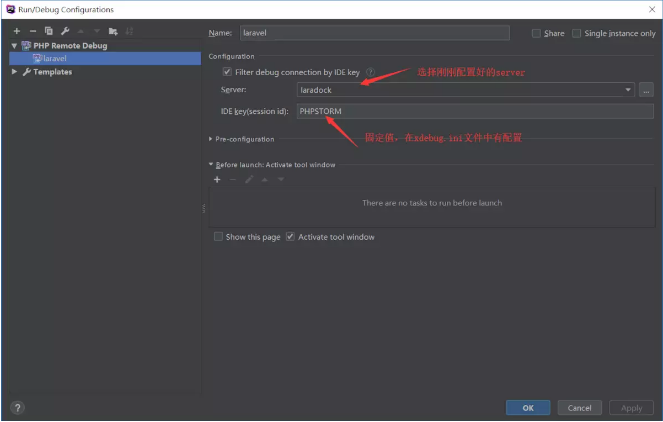 Run/Debug Configurations
Name: laravel
Share
Single instance only
PHP Remote Debug
laravel
Templates
Configuration
Filter debug connection by IDE key
选择刚刚配置好的server
Server: laradock
...
IDE key(session id): PHPSTORM
固定值，在xdebug.ini文件中有配置
Pre-configuration
Before launch: Activate tool window
There are no tasks to run before launch
Show this page
Activate tool window
?
OK
Cancel
Apply